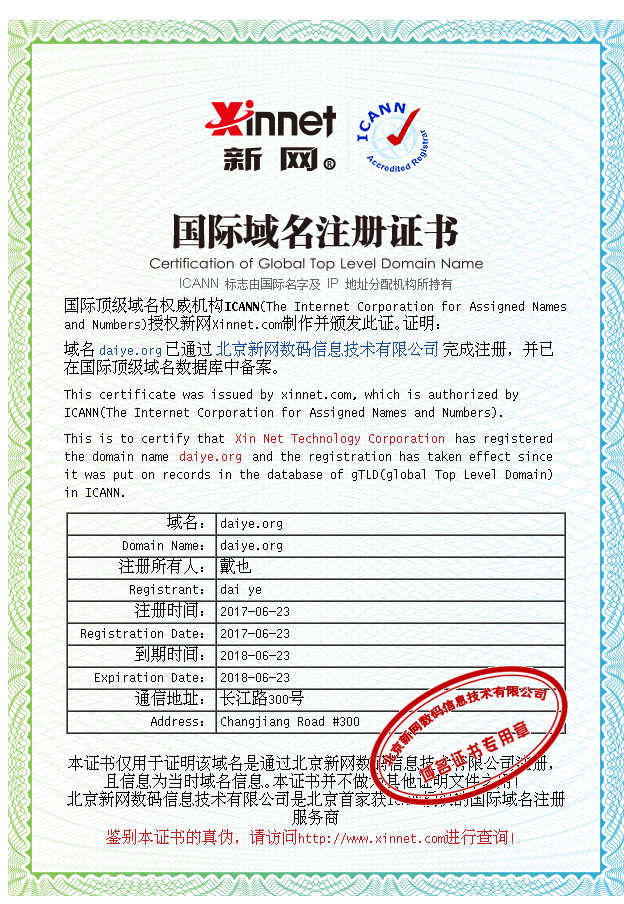 Xinnet
新网®
ICANN
Accredited Registrar
国际域名注册证书
Certification of Global Top Level Domain Name
ICANN 标志由国际名字及 IP 地址分配机构所持有
国际顶级域名权威机构ICANN(The Internet Corporation for Assigned Names
and Numbers)授权新网Xinnet.com制作并颁发此证。证明：
域名 daiye.org 已通过 北京新网数码信息技术有限公司 完成注册，并已
在国际顶级域名数据库中备案。
This certificate was issued by xinnet.com, which is authorized by
ICANN(The Internet Corporation for Assigned Names and Numbers).
This is to certify that Xin Net Technology Corporation has registered
the domain name daiye.org and the registration has taken effect since
it was put on records in the database of gTLD(global Top Level Domain)
in ICANN.
域名： daiye.org
Domain Name: daiye.org
注册所有人： 戴也
Registrant: dai ye
注册时间： 2017-06-23
Registration Date: 2017-06-23
到期时间： 2018-06-23
Expiration Date: 2018-06-23
通信地址： 长江路300号
Address: Changjiang Road #300
北京新网数码信息技术有限公司
域名证书专用章
本证书仅用于证明该域名是通过北京新网数码信息技术有限公司注册，
且信息为当时域名信息。本证书并不做为其他证明文件之用！
北京新网数码信息技术有限公司是北京首家获ICANN 的国际域名注册
服务商
鉴别本证书的真伪，请访问http://www.xinnet.com进行查询！